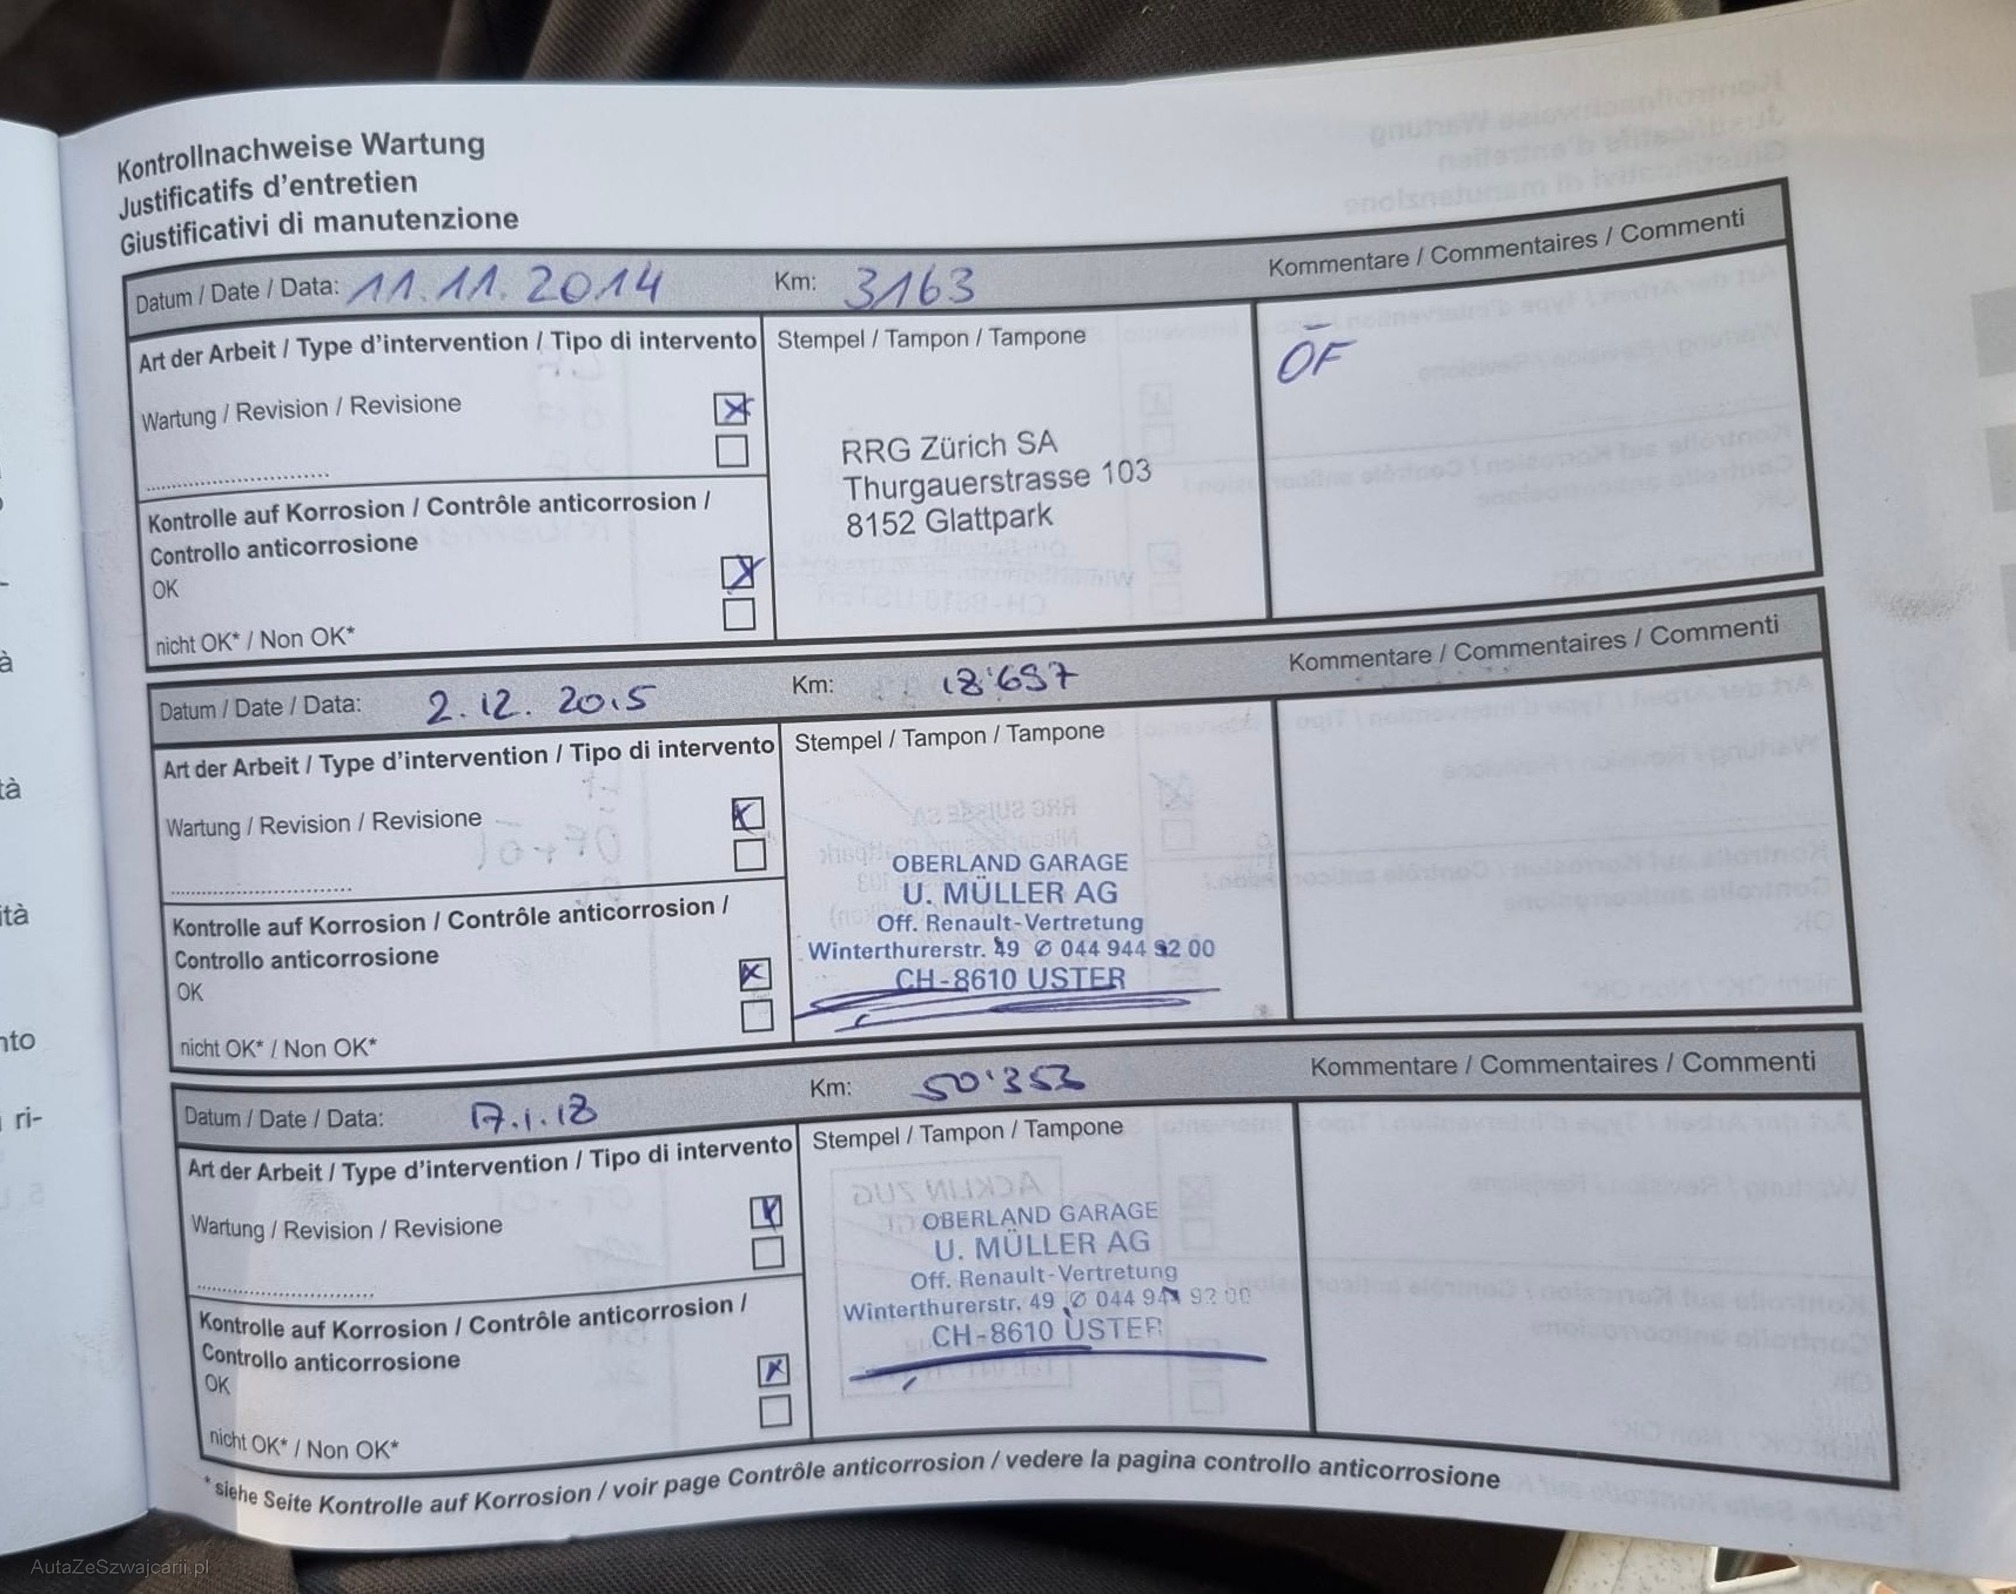 Kontrollnachweise Wartung
Justificatifs d'entretien
Giustificativi di manutenzione
Datum / Date / Data: 11.11.2014 Km: 3163 Kommentare / Commentaires / Commenti
Art der Arbeit / Type d'intervention / Tipo di intervento Stempel / Tampon / Tampone
ŌF
Wartung / Revision / Revisione
RRG Zürich SA
Thurgauerstrasse 103
8152 Glattpark
Kontrolle auf Korrosion / Contrôle anticorrosion /
Controllo anticorrosione
OK
nicht OK* / Non OK*
Datum / Date / Data: 2.12.2015 Km: 18'697 Kommentare / Commentaires / Commenti
Art der Arbeit / Type d'intervention / Tipo di intervento Stempel / Tampon / Tampone
Wartung / Revision / Revisione
OBERLAND GARAGE
U. MÜLLER AG
Off. Renault-Vertretung
Winterthurerstr. 49 ✆ 044 944 92 00
CH-8610 USTER
Kontrolle auf Korrosion / Contrôle anticorrosion /
Controllo anticorrosione
OK
nicht OK* / Non OK*
Datum / Date / Data: 17.1.18 Km: 50'353 Kommentare / Commentaires / Commenti
Art der Arbeit / Type d'intervention / Tipo di intervento Stempel / Tampon / Tampone
Wartung / Revision / Revisione
OBERLAND GARAGE
U. MÜLLER AG
Off. Renault-Vertretung
Winterthurerstr. 49 ✆ 044 944 92 00
CH-8610 USTER
Kontrolle auf Korrosion / Contrôle anticorrosion /
Controllo anticorrosione
OK
nicht OK* / Non OK*
* siehe Seite Kontrolle auf Korrosion / voir page Contrôle anticorrosion / vedere la pagina controllo anticorrosione
AutaZeSzwajcarii.pl